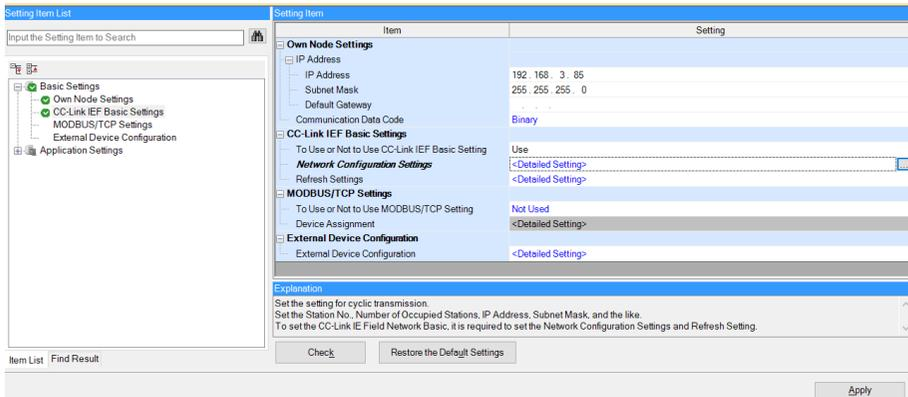 Setting Item List
Input the Setting Item to Search
Basic Settings
Own Node Settings
CC-Link IEF Basic Settings
MODBUS/TCP Settings
External Device Configuration
Application Settings
Item List Find Result
Setting Item
Item Setting
Own Node Settings
IP Address
IP Address 192.168. 3. 85
Subnet Mask 255.255.255. 0
Default Gateway . . .
Communication Data Code Binary
CC-Link IEF Basic Settings
To Use or Not to Use CC-Link IEF Basic Setting Use
Network Configuration Settings <Detailed Setting> ...
Refresh Settings <Detailed Setting>
MODBUS/TCP Settings
To Use or Not to Use MODBUS/TCP Setting Not Used
Device Assignment <Detailed Setting>
External Device Configuration
External Device Configuration <Detailed Setting>
Explanation
Set the setting for cyclic transmission.
Set the Station No., Number of Occupied Stations, IP Address, Subnet Mask, and the like.
To set the CC-Link IE Field Network Basic, it is required to set the Network Configuration Settings and Refresh Setting.
Check Restore the Default Settings
Apply